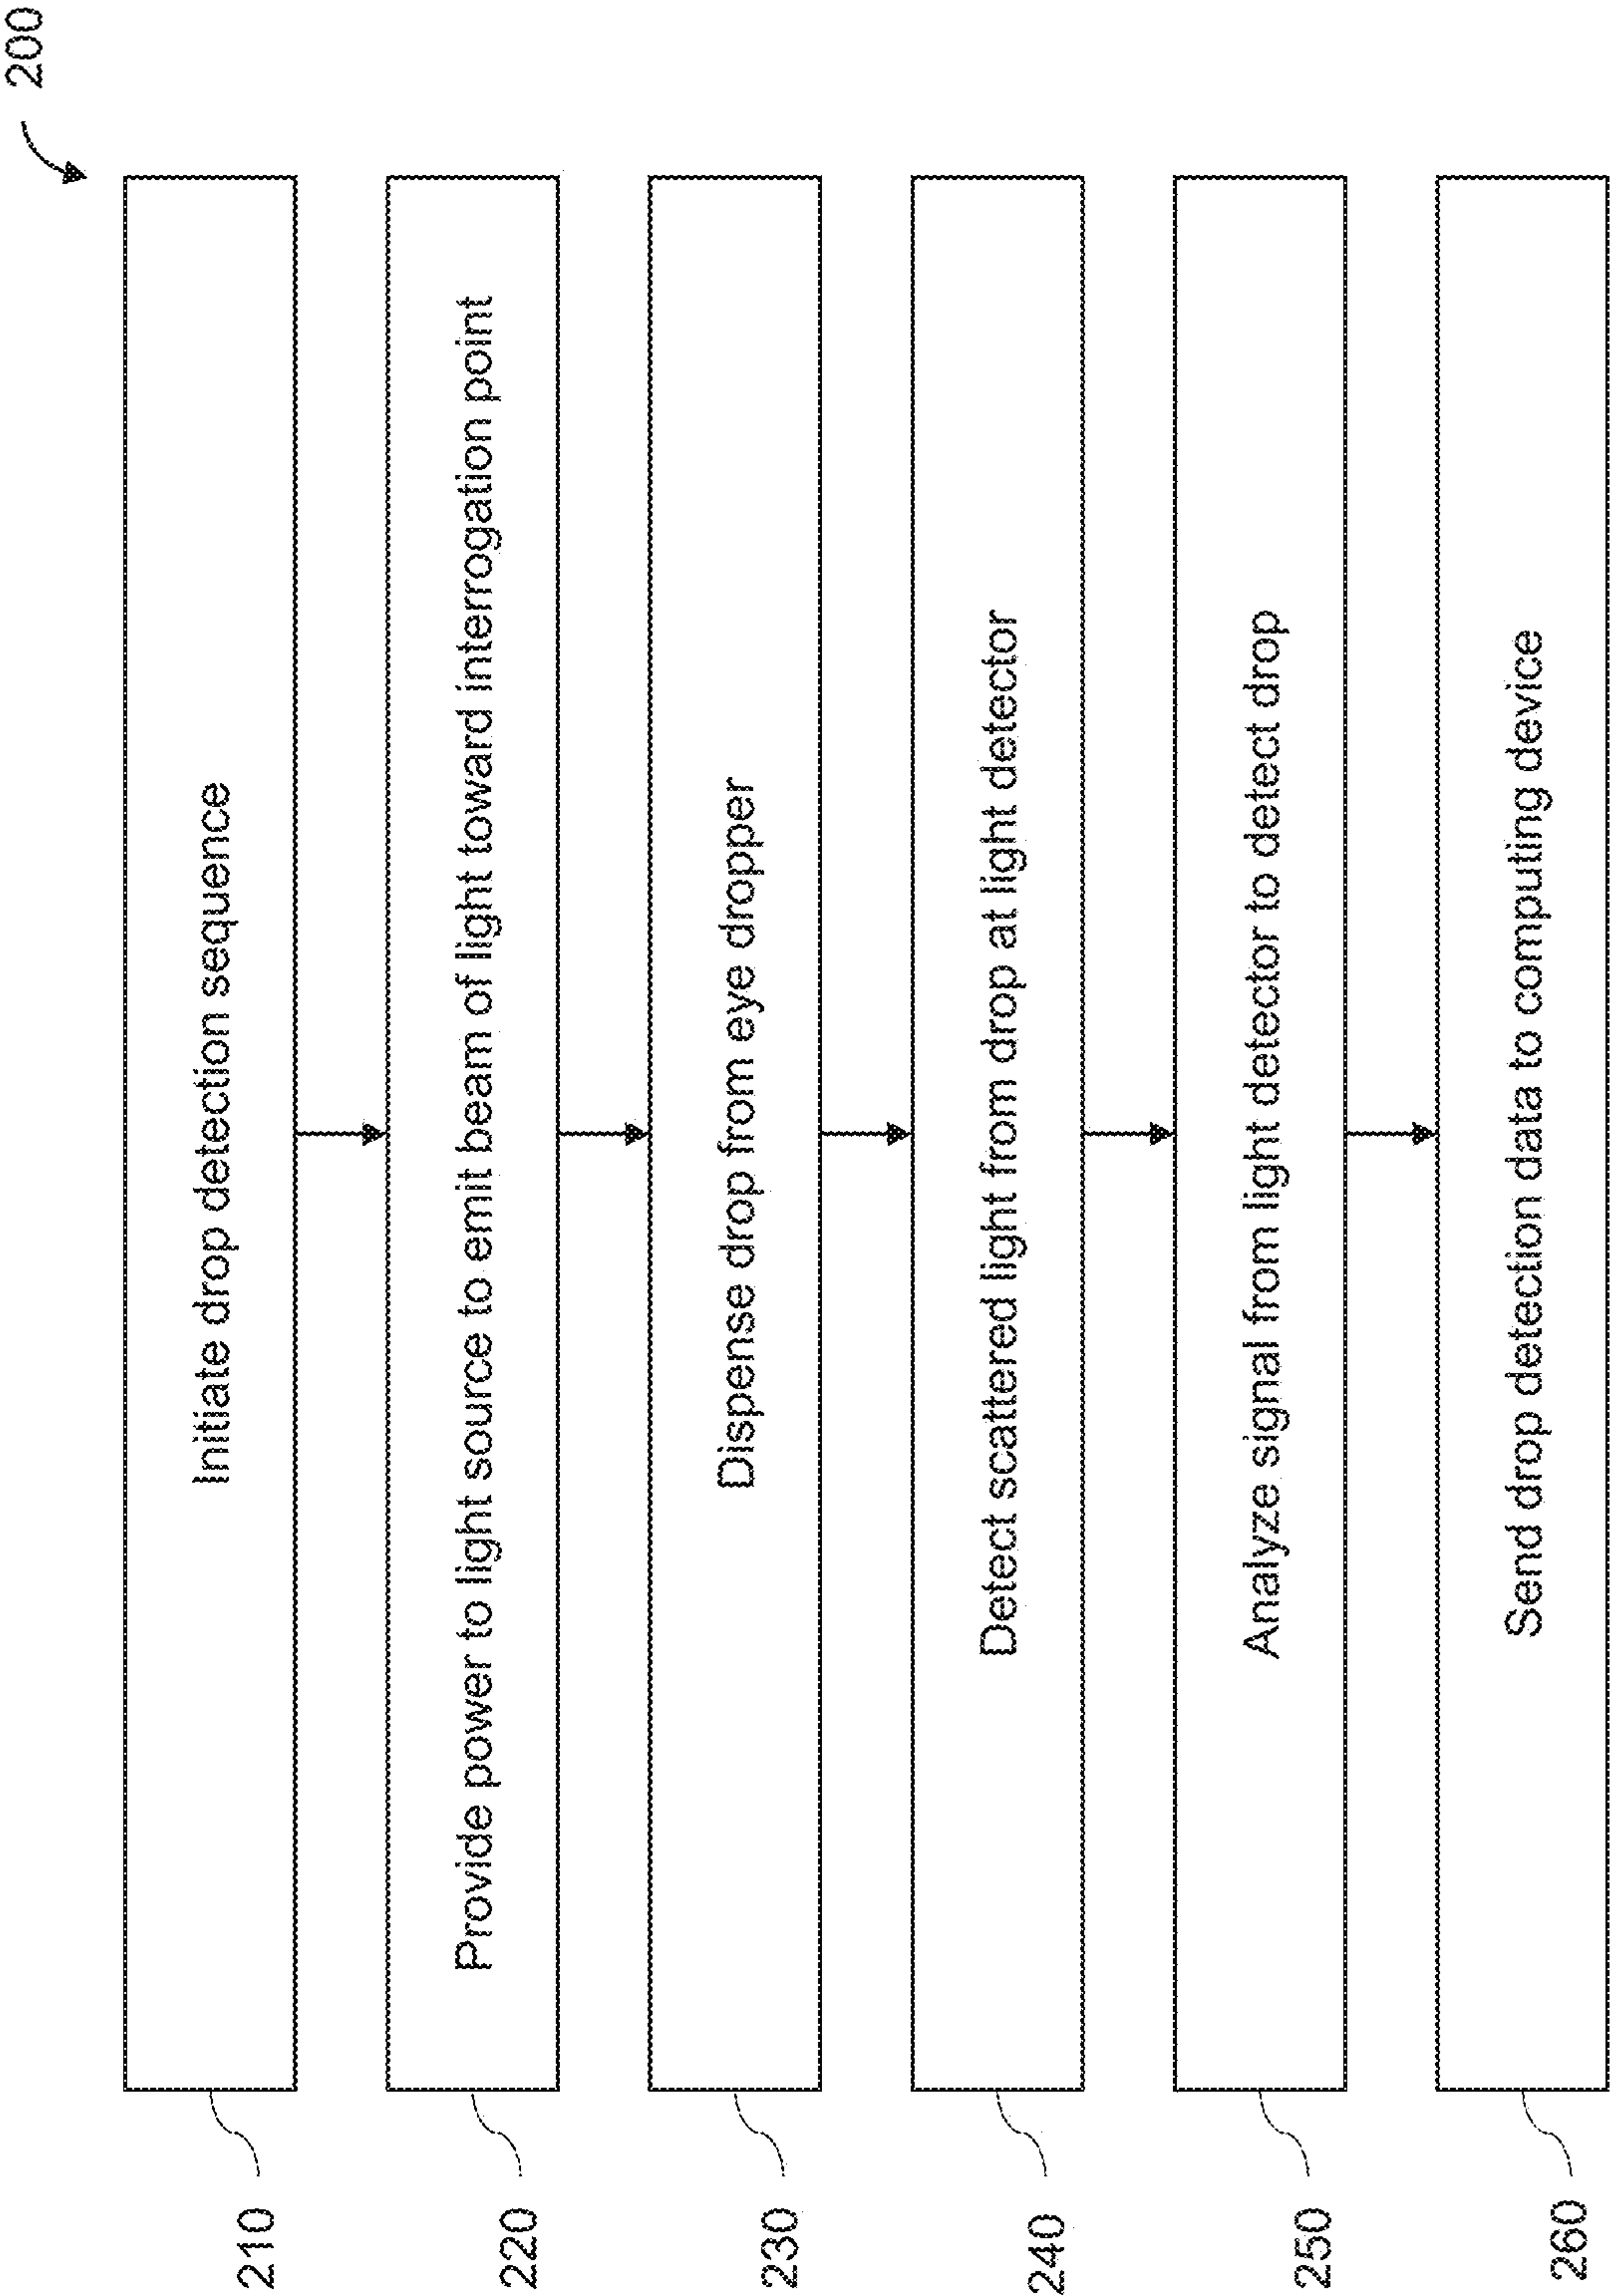 200
210
Initiate drop detection sequence
220
Provide power to light source to emit beam of light toward interrogation point
230
Dispense drop from eye dropper
240
Detect scattered light from drop at light detector
250
Analyze signal from light detector to detect drop
260
Send drop detection data to computing device